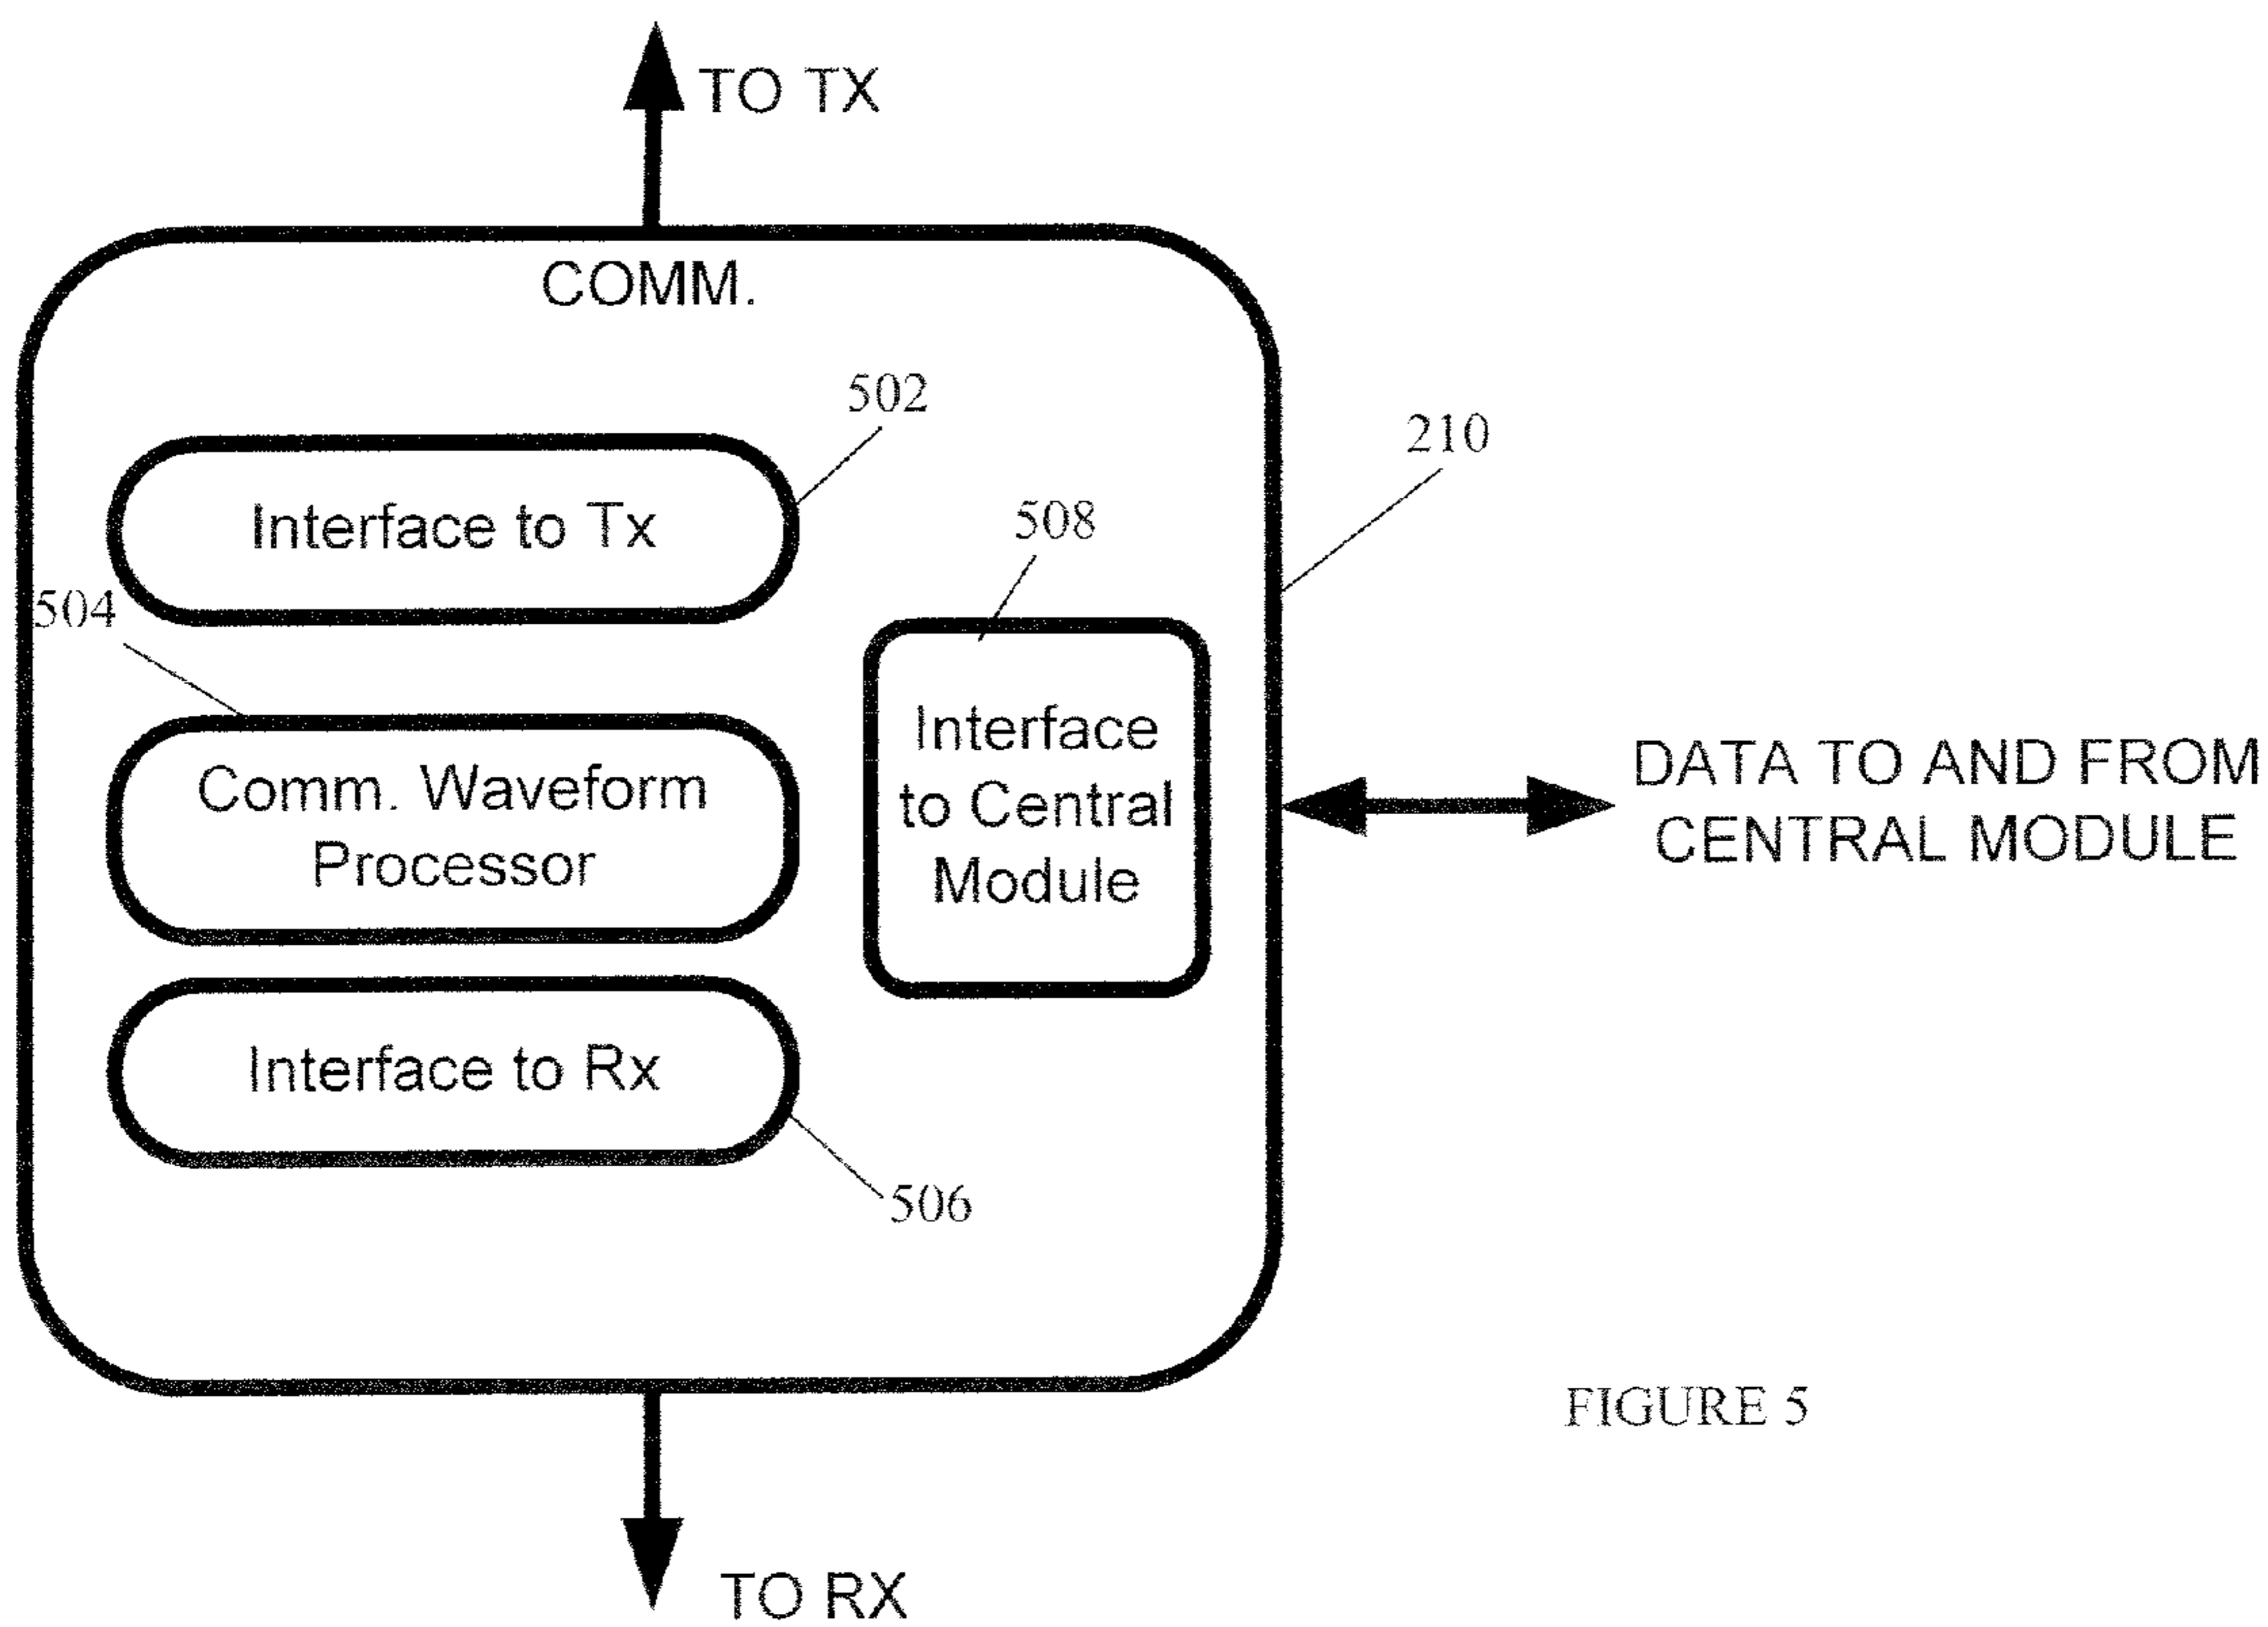 TO TX
COMM.
502
210
Interface to Tx
508
504
Interface
to Central
Module
Comm. Waveform
Processor
DATA TO AND FROM
CENTRAL MODULE
Interface to Rx
506
FIGURE 5
TO RX